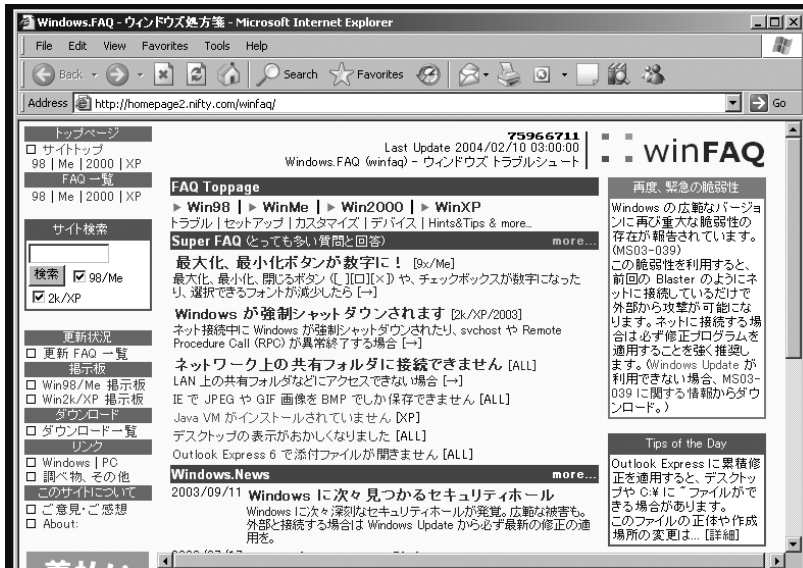 Windows.FAQ - ウィンドウズ処方箋 - Microsoft Internet Explorer
File Edit View Favorites Tools Help
Back Search Favorites
Address http://homepage2.nifty.com/winfaq/ Go
トップページ
サイトトップ
98 | Me | 2000 | XP
FAQ 一覧
98 | Me | 2000 | XP
サイト検索
検索 98/Me
2k/XP
更新状況
更新 FAQ 一覧
掲示板
Win98/Me 掲示板
Win2k/XP 掲示板
ダウンロード
ダウンロード一覧
リンク
Windows | PC
調べ物、その他
このサイトについて
ご意見・ご感想
About:
75966711
Last Update 2004/02/10 03:00:00
Windows.FAQ (winfaq) - ウィンドウズ トラブルシュート
winFAQ
FAQ Toppage
▶ Win98 | ▶ WinMe | ▶ Win2000 | ▶ WinXP
トラブル | セットアップ | カスタマイズ | デバイス | Hints&Tips & more...
Super FAQ (とっても多い質問と回答) more...
最大化、最小化ボタンが数字に！ [9x/Me]
最大化、最小化、閉じるボタン ([_][□][×]) や、チェックボックスが数字になった
り、選択できるフォントが減少したら [→]
Windows が強制シャットダウンされます [2k/XP/2003]
ネット接続中に Windows が強制シャットダウンされたり、svchost や Remote
Procedure Call (RPC) が異常終了する場合 [→]
ネットワーク上の共有フォルダに接続できません [ALL]
LAN 上の共有フォルダなどにアクセスできない場合 [→]
IE で JPEG や GIF 画像を BMP でしか保存できません [ALL]
Java VM がインストールされていません [XP]
デスクトップの表示がおかしくなりました [ALL]
Outlook Express 6 で添付ファイルが開きません [ALL]
Windows.News more...
2003/09/11 Windows に次々見つかるセキュリティホール
Windows に次々深刻なセキュリティホールが発覚。広範な被害も。
外部と接続する場合は Windows Update から必ず最新の修正の適
用を。
再度、緊急の脆弱性
Windows の広範なバージョ
ンに再び重大な脆弱性の
存在が報告されています。
(MS03-039)
この脆弱性を利用すると、
前回の Blaster のようにネ
ットに接続しているだけで
外部から攻撃が可能にな
ります。ネットに接続する場
合は必ず修正プログラムを
適用することを強く推奨し
ます。(Windows Update が
利用できない場合、MS03-
039 に関する情報からダウ
ンロード。)
Tips of the Day
Outlook Express に累積修
正を適用すると、デスクトッ
プや C:¥ に ~ ファイルがで
きる場合があります。
このファイルの正体や作成
場所の変更は... [詳細]